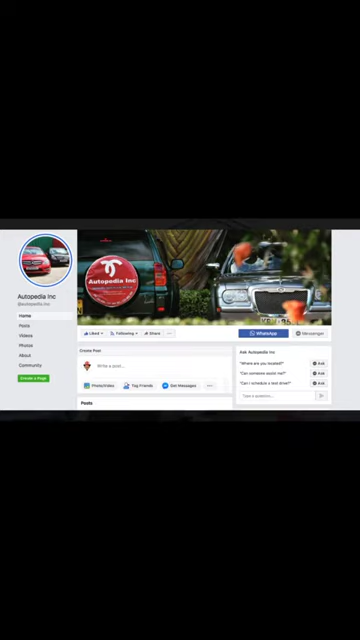 Autopedia Inc
Autopedia Inc
Home
Posts
Videos
Photos
About
Community
Create a Page
Liked
Following
Share
WhatsApp
Messenger
Create Post
Write a post...
Photo/Video
Tag Friends
Get Messages
Posts
Ask Autopedia Inc
"Where are you located?"
Ask
"Can someone assist me?"
Ask
"Can I schedule a test drive?"
Ask
Type a question...